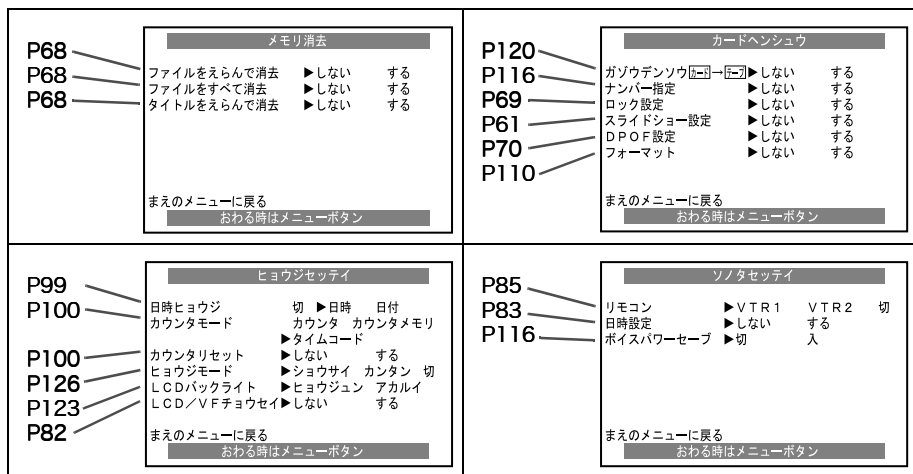 メモリ消去
P68 ファイルをえらんで消去 ▶しない する
P68 ファイルをすべて消去 ▶しない する
P68 タイトルをえらんで消去 ▶しない する
まえのメニューに戻る
おわる時はメニューボタン
カードヘンシュウ
P120 ガゾウデンソウ カード→テープ ▶しない する
P116 ナンバー指定 ▶しない する
P69 ロック設定 ▶しない する
P61 スライドショー設定 ▶しない する
P70 DPOF設定 ▶しない する
P110 フォーマット ▶しない する
まえのメニューに戻る
おわる時はメニューボタン
ヒョウジセッテイ
P99 日時ヒョウジ 切 ▶日時 日付
P100 カウンタモード カウンタ カウンタメモリ
▶タイムコード
P100 カウンタリセット ▶しない する
P126 ヒョウジモード ▶ショウサイ カンタン 切
P123 LCDバックライト ▶ヒョウジュン アカルイ
P82 LCD/VFチョウセイ ▶しない する
まえのメニューに戻る
おわる時はメニューボタン
ソノタセッテイ
P85 リモコン ▶VTR1 VTR2 切
P83 日時設定 ▶しない する
P116 ボイスパワーセーブ ▶切 入
まえのメニューに戻る
おわる時はメニューボタン